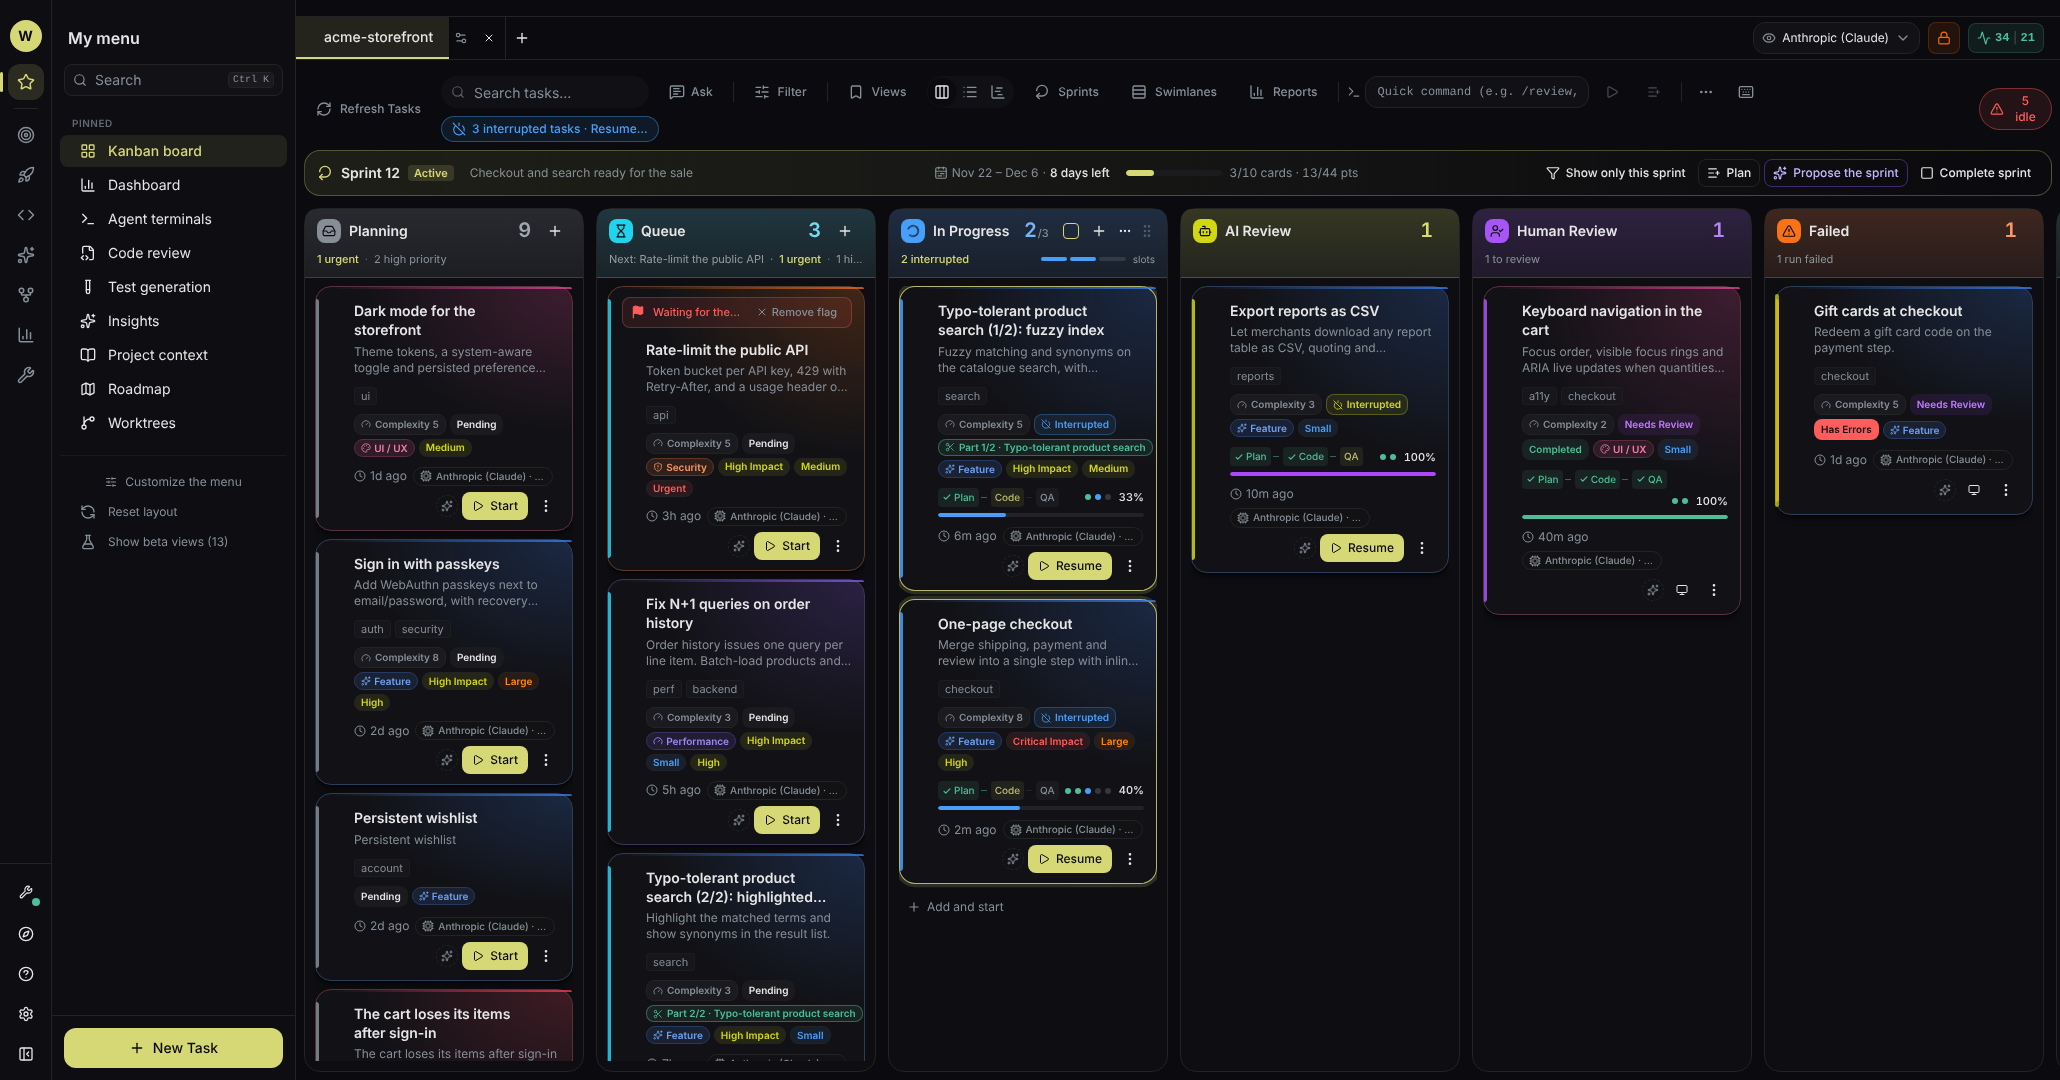 W
My menu
Search
Ctrl K
PINNED
Kanban board
Dashboard
Agent terminals
Code review
Test generation
Insights
Project context
Roadmap
Worktrees
Customize the menu
Reset layout
Show beta views (13)
New Task
acme-storefront
Anthropic (Claude)
34 | 21
Refresh Tasks
Search tasks...
Ask
Filter
Views
Sprints
Swimlanes
Reports
Quick command (e.g. /review,
3 interrupted tasks · Resume...
5
idle
Sprint 12
Active
Checkout and search ready for the sale
Nov 22 – Dec 6 · 8 days left
3/10 cards · 13/44 pts
Show only this sprint
Plan
Propose the sprint
Complete sprint
Planning
9
1 urgent · 2 high priority
Dark mode for the
storefront
Theme tokens, a system-aware
toggle and persisted preference...
ui
Complexity 5
Pending
UI / UX
Medium
1d ago
Anthropic (Claude) · ...
Start
Sign in with passkeys
Add WebAuthn passkeys next to
email/password, with recovery...
auth
security
Complexity 8
Pending
Feature
High Impact
Large
High
2d ago
Anthropic (Claude) · ...
Start
Persistent wishlist
Persistent wishlist
account
Pending
Feature
2d ago
Anthropic (Claude) · ...
Start
The cart loses its items
after sign-in
The cart loses its items after sign-in
Queue
3
Next: Rate-limit the public API · 1 urgent · 1 hi...
Waiting for the...
Remove flag
Rate-limit the public API
Token bucket per API key, 429 with
Retry-After, and a usage header o...
api
Complexity 5
Pending
Security
High Impact
Medium
Urgent
3h ago
Anthropic (Claude) · ...
Start
Fix N+1 queries on order
history
Order history issues one query per
line item. Batch-load products and...
perf
backend
Complexity 3
Pending
Performance
High Impact
Small
High
5h ago
Anthropic (Claude) · ...
Start
Typo-tolerant product
search (2/2): highlighted...
Highlight the matched terms and
show synonyms in the result list.
search
Complexity 3
Pending
Part 2/2 · Typo-tolerant product search
Feature
High Impact
Small
In Progress
2/3
2 interrupted
slots
Typo-tolerant product
search (1/2): fuzzy index
Fuzzy matching and synonyms on
the catalogue search, with...
search
Complexity 5
Interrupted
Part 1/2 · Typo-tolerant product search
Feature
High Impact
Medium
Plan
Code
QA
33%
6m ago
Anthropic (Claude) · ...
Resume
One-page checkout
Merge shipping, payment and
review into a single step with inlin...
checkout
Complexity 8
Interrupted
Feature
Critical Impact
Large
High
Plan
Code
QA
40%
2m ago
Anthropic (Claude) · ...
Resume
Add and start
AI Review
1
Export reports as CSV
Let merchants download any report
table as CSV, quoting and...
reports
Complexity 3
Interrupted
Feature
Small
Plan
Code
QA
100%
10m ago
Anthropic (Claude) · ...
Resume
Human Review
1
1 to review
Keyboard navigation in the
cart
Focus order, visible focus rings and
ARIA live updates when quantities...
a11y
checkout
Complexity 2
Needs Review
Completed
UI / UX
Small
Plan
Code
QA
100%
40m ago
Anthropic (Claude) · ...
Failed
1
1 run failed
Gift cards at checkout
Redeem a gift card code on the
payment step.
checkout
Complexity 5
Needs Review
Has Errors
Feature
1d ago
Anthropic (Claude) · ...